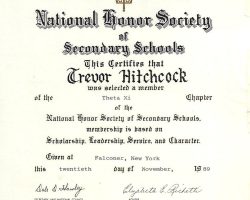 National Honor Society
of
Secondary Schools
This Certifies that
Trevor Hitchcock
was selected a member
of the Theta Xi Chapter
of the
National Honor Society of Secondary Schools.
membership is based on
Scholarship, Leadership, Service, and Character.
Given at Falconer, New York
this twentieth day of November, 1989